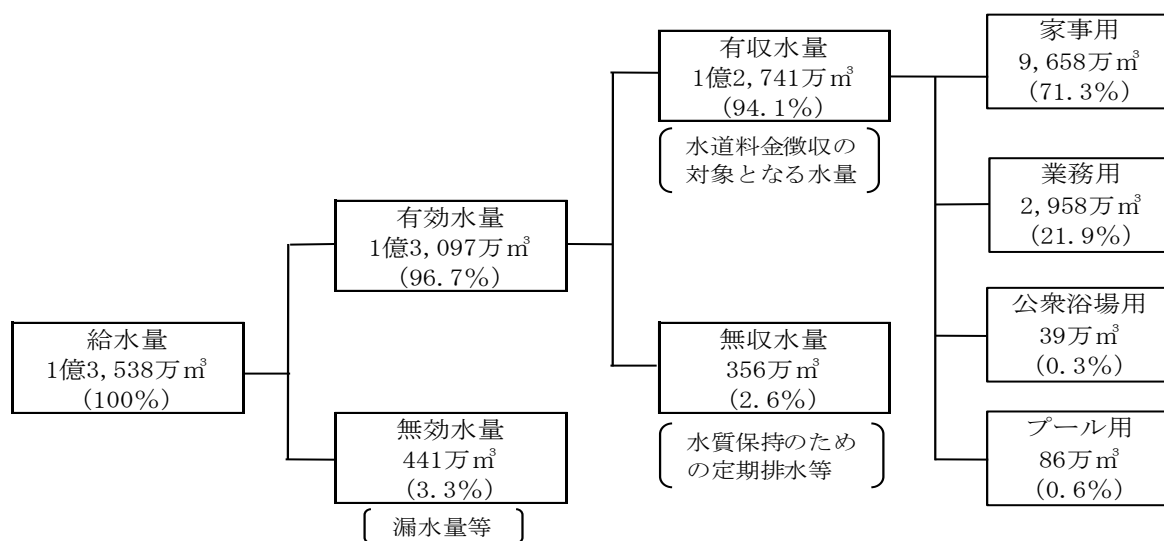 給水量
1億3,538万㎥
(100%)
有効水量
1億3,097万㎥
(96.7%)
無効水量
441万㎥
(3.3%)
漏水量等
有収水量
1億2,741万㎥
(94.1%)
水道料金徴収の
対象となる水量
無収水量
356万㎥
(2.6%)
水質保持のため
の定期排水等
家事用
9,658万㎥
(71.3%)
業務用
2,958万㎥
(21.9%)
公衆浴場用
39万㎥
(0.3%)
プール用
86万㎥
(0.6%)